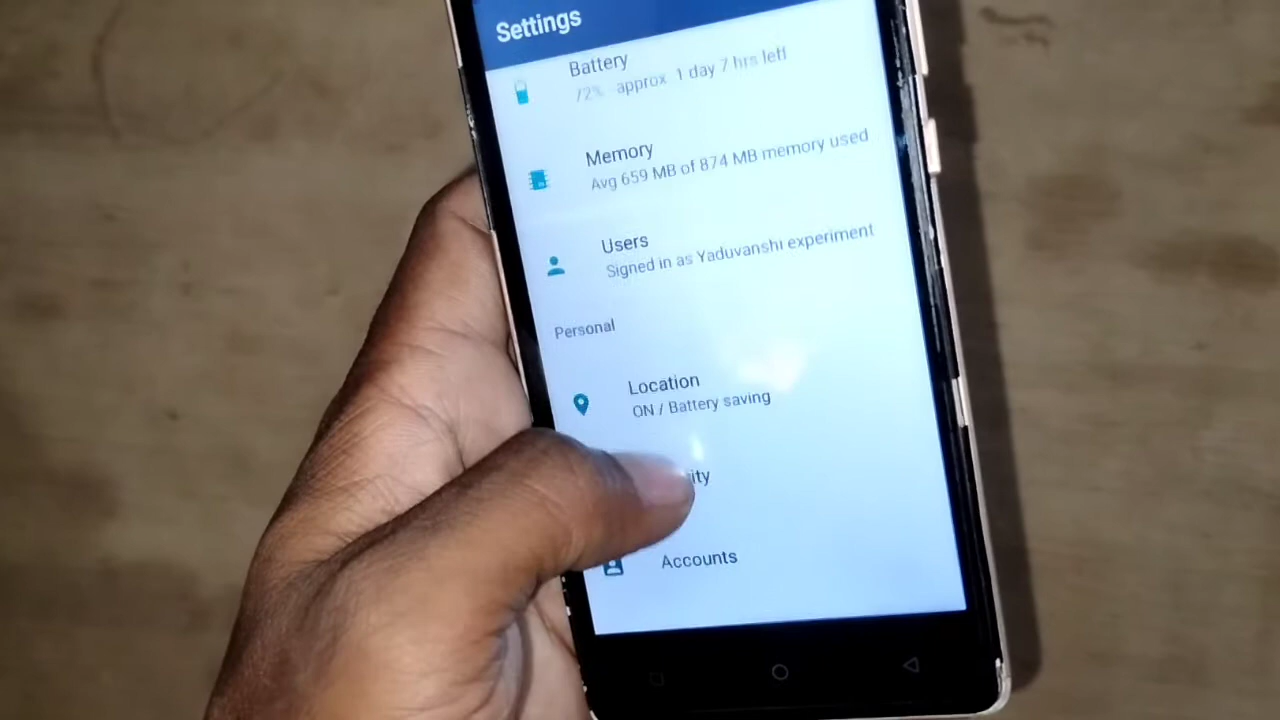 Settings
Battery
72% approx. 1 day 7 hrs left
Memory
Avg 659 MB of 874 MB memory used
Users
Signed in as Yaduvanshi experiment
Personal
Location
ON / Battery saving
ity
Accounts